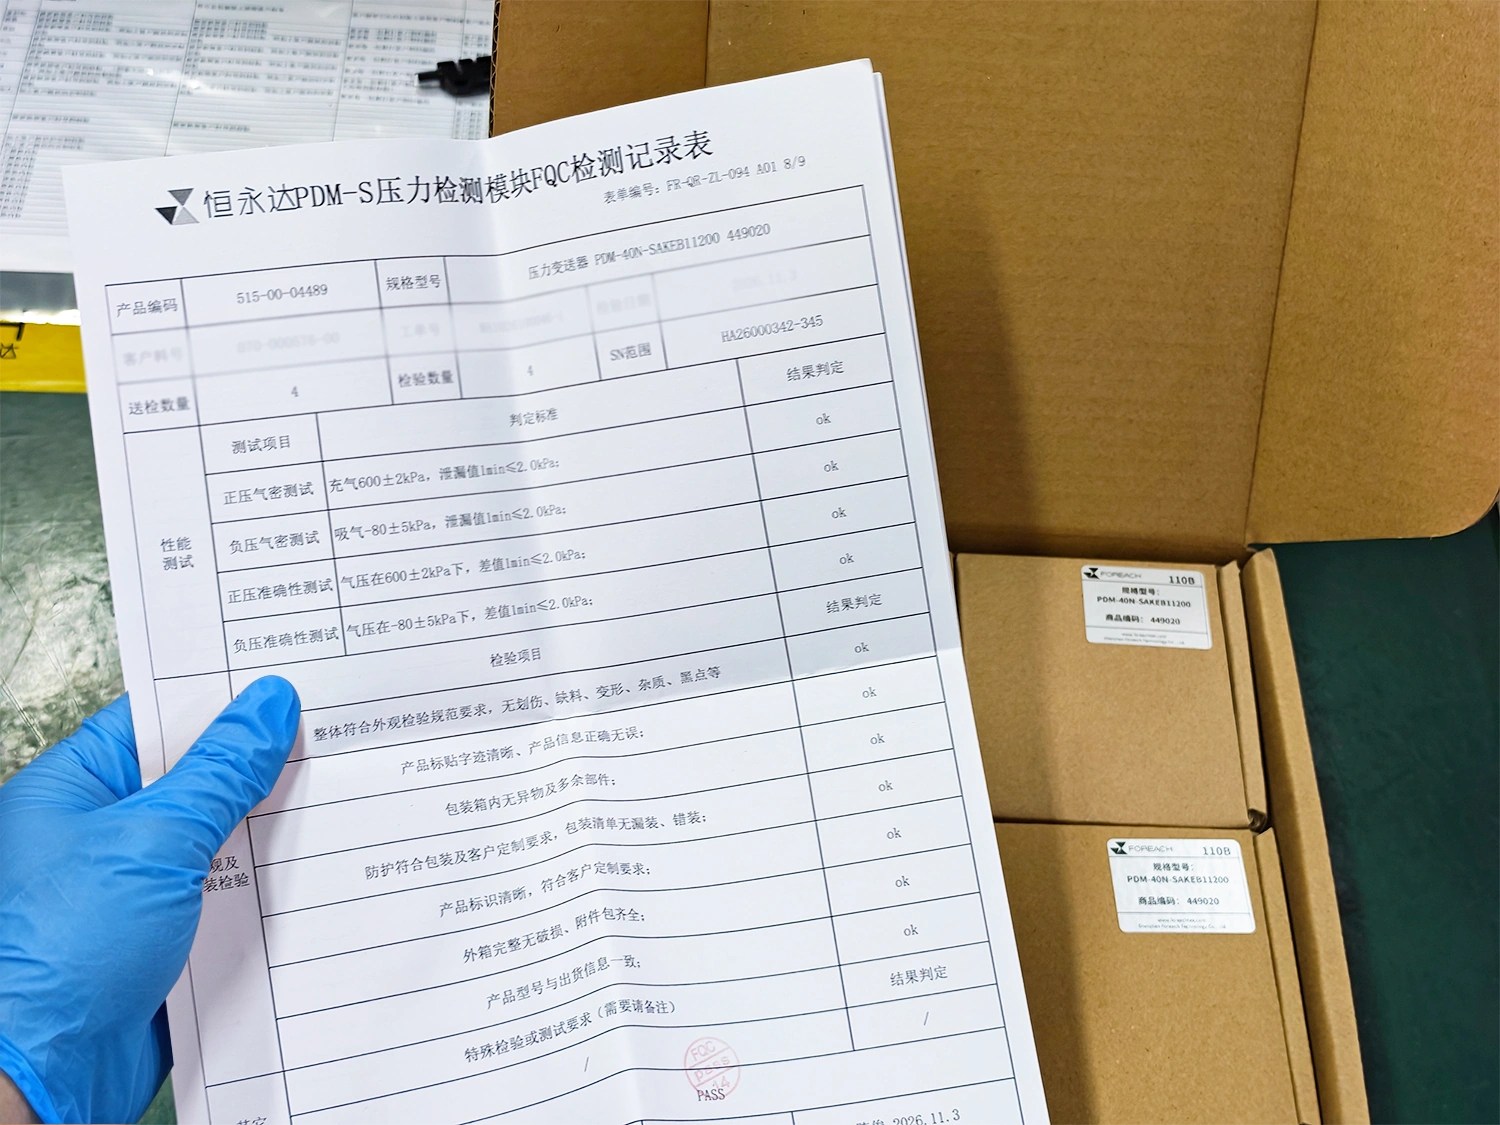 恒永达PDM-S压力检测模块FQC检测记录表
表单编号：FR-QR-ZL-094 A01 8/9
产品编码 515-00-04489 规格型号 压力变送器 PDM-40N-SAKEB11200 449020
客户料号 工单号 检验日期
送检数量 4 检验数量 4 SN范围 HA26000342-345
性能测试
测试项目 判定标准 结果判定
正压气密测试 充气600±2kPa，泄漏值1min≤2.0kPa； ok
负压气密测试 吸气-80±5kPa，泄漏值1min≤2.0kPa； ok
正压准确性测试 气压在600±2kPa下，差值1min≤2.0kPa； ok
负压准确性测试 气压在-80±5kPa下，差值1min≤2.0kPa； ok
观及
装检验
检验项目 结果判定
整体符合外观检验规范要求，无划伤、缺料、变形、杂质、黑点等 ok
产品标贴字迹清晰、产品信息正确无误； ok
包装箱内无异物及多余部件； ok
防护符合包装及客户定制要求，包装清单无漏装、错装； ok
产品标识清晰，符合客户定制要求； ok
外箱完整无破损、附件包齐全； ok
产品型号与出货信息一致； ok
特殊检验或测试要求（需要请备注） 结果判定
/ /
FQC
pass
14
PASS
2026.11.3
FOREACH 110B
规格型号：
PDM-40N-SAKEB11200
商品编码： 449020
FOREACH 110B
规格型号：
PDM-40N-SAKEB11200
商品编码： 449020